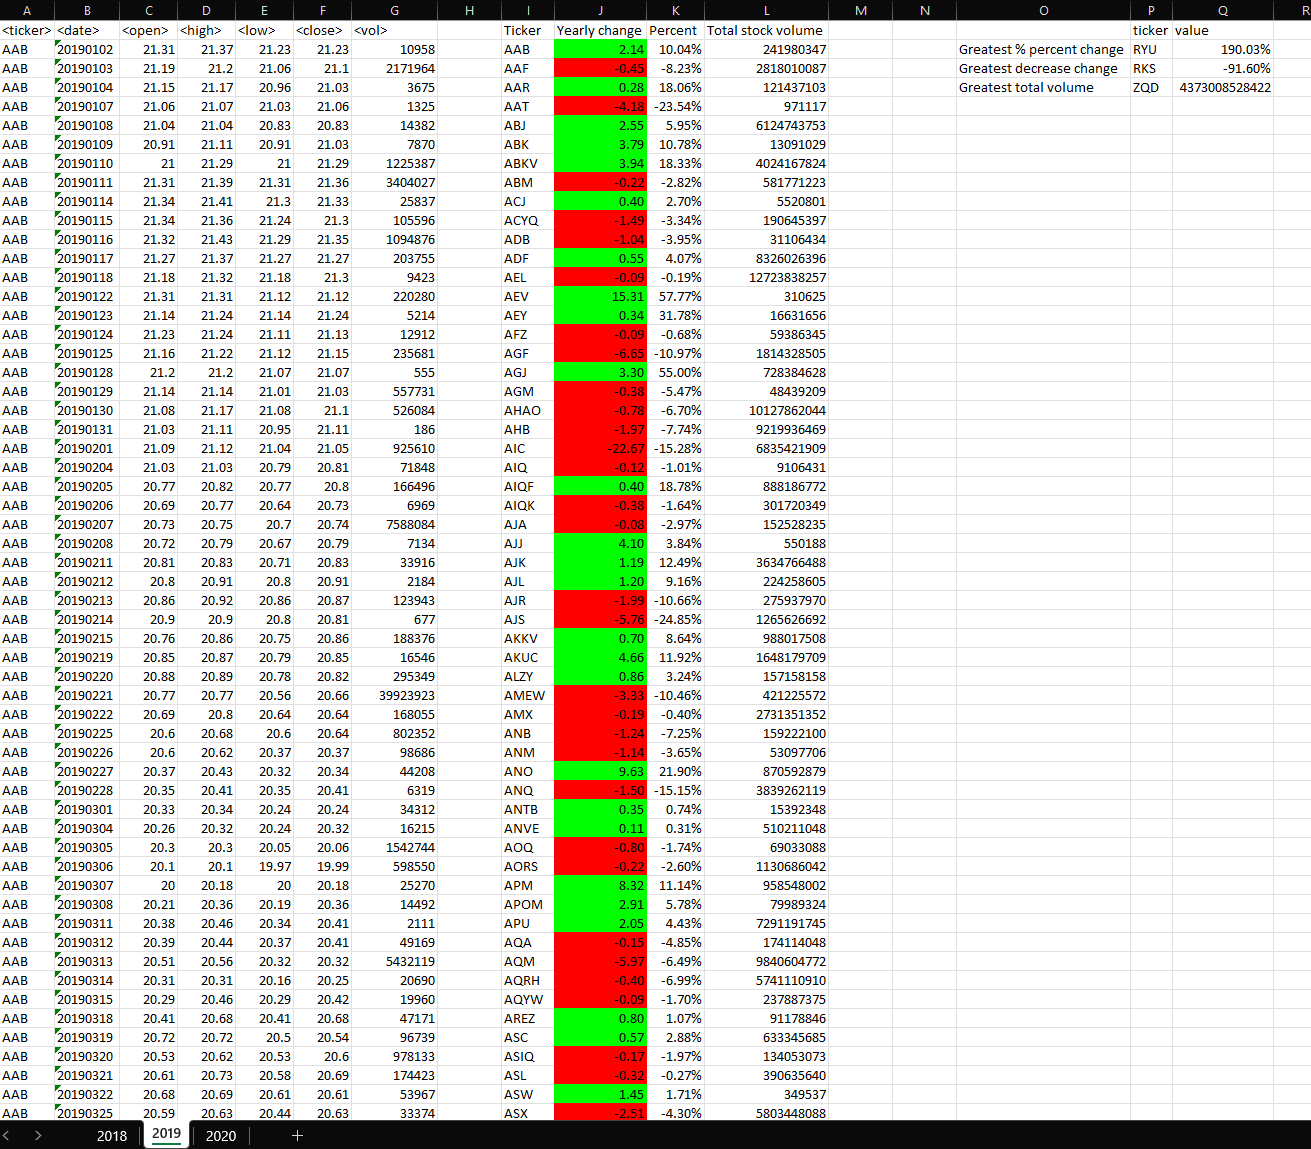 A B C D E F G H I J K L M N O P Q R
<ticker> <date> <open> <high> <low> <close> <vol> Ticker Yearly change Percent Total stock volume ticker value
AAB 20190102 21.31 21.37 21.23 21.23 10958 AAB 2.14 10.04% 241980347 Greatest % percent change RYU 190.03%
AAB 20190103 21.19 21.2 21.06 21.1 2171964 AAF -0.45 -8.23% 2818010087 Greatest decrease change RKS -91.60%
AAB 20190104 21.15 21.17 20.96 21.03 3675 AAR 0.28 18.06% 121437103 Greatest total volume ZQD 4373008528422
AAB 20190107 21.06 21.07 21.03 21.06 1325 AAT -4.18 -23.54% 971117
AAB 20190108 21.04 21.04 20.83 20.83 14382 ABJ 2.55 5.95% 6124743753
AAB 20190109 20.91 21.11 20.91 21.03 7870 ABK 3.79 10.78% 13091029
AAB 20190110 21 21.29 21 21.29 1225387 ABKV 3.94 18.33% 4024167824
AAB 20190111 21.31 21.39 21.31 21.36 3404027 ABM -0.22 -2.82% 581771223
AAB 20190114 21.34 21.41 21.3 21.33 25837 ACJ 0.40 2.70% 5520801
AAB 20190115 21.34 21.36 21.24 21.3 105596 ACYQ -1.49 -3.34% 190645397
AAB 20190116 21.32 21.43 21.29 21.35 1094876 ADB -1.04 -3.95% 31106434
AAB 20190117 21.27 21.37 21.27 21.27 203755 ADF 0.55 4.07% 8326026396
AAB 20190118 21.18 21.32 21.18 21.3 9423 AEL -0.09 -0.19% 12723838257
AAB 20190122 21.31 21.31 21.12 21.12 220280 AEV 15.31 57.77% 310625
AAB 20190123 21.14 21.24 21.14 21.24 5214 AEY 0.34 31.78% 16631656
AAB 20190124 21.23 21.24 21.11 21.13 12912 AFZ -0.09 -0.68% 59386345
AAB 20190125 21.16 21.22 21.12 21.15 235681 AGF -6.65 -10.97% 1814328505
AAB 20190128 21.2 21.2 21.07 21.07 555 AGJ 3.30 55.00% 728384628
AAB 20190129 21.14 21.14 21.01 21.03 557731 AGM -0.38 -5.47% 48439209
AAB 20190130 21.08 21.17 21.08 21.1 526084 AHAO -0.78 -6.70% 10127862044
AAB 20190131 21.03 21.11 20.95 21.11 186 AHB -1.97 -7.74% 9219936469
AAB 20190201 21.09 21.12 21.04 21.05 925610 AIC -22.67 -15.28% 6835421909
AAB 20190204 21.03 21.03 20.79 20.81 71848 AIQ -0.12 -1.01% 9106431
AAB 20190205 20.77 20.82 20.77 20.8 166496 AIQF 0.40 18.78% 888186772
AAB 20190206 20.69 20.77 20.64 20.73 6969 AIQK -0.38 -1.64% 301720349
AAB 20190207 20.73 20.75 20.7 20.74 7588084 AJA -0.08 -2.97% 152528235
AAB 20190208 20.72 20.79 20.67 20.79 7134 AJJ 4.10 3.84% 550188
AAB 20190211 20.81 20.83 20.71 20.83 33916 AJK 1.19 12.49% 3634766488
AAB 20190212 20.8 20.91 20.8 20.91 2184 AJL 1.20 9.16% 224258605
AAB 20190213 20.86 20.92 20.86 20.87 123943 AJR -1.99 -10.66% 275937970
AAB 20190214 20.9 20.9 20.8 20.81 677 AJS -5.76 -24.85% 1265626692
AAB 20190215 20.76 20.86 20.75 20.86 188376 AKKV 0.70 8.64% 988017508
AAB 20190219 20.85 20.87 20.79 20.85 16546 AKUC 4.66 11.92% 1648179709
AAB 20190220 20.88 20.89 20.78 20.82 295349 ALZY 0.86 3.24% 157158158
AAB 20190221 20.77 20.77 20.56 20.66 39923923 AMEW -3.33 -10.46% 421225572
AAB 20190222 20.69 20.8 20.64 20.64 168055 AMX -0.19 -0.40% 2731351352
AAB 20190225 20.6 20.68 20.6 20.64 802352 ANB -1.24 -7.25% 159222100
AAB 20190226 20.6 20.62 20.37 20.37 98686 ANM -1.14 -3.65% 53097706
AAB 20190227 20.37 20.43 20.32 20.34 44208 ANO 9.63 21.90% 870592879
AAB 20190228 20.35 20.41 20.35 20.41 6319 ANQ -1.50 -15.15% 3839262119
AAB 20190301 20.33 20.34 20.24 20.24 34312 ANTB 0.35 0.74% 15392348
AAB 20190304 20.26 20.32 20.24 20.32 16215 ANVE 0.11 0.31% 510211048
AAB 20190305 20.3 20.3 20.05 20.06 1542744 AOQ -0.80 -1.74% 69033088
AAB 20190306 20.1 20.1 19.97 19.99 598550 AORS -0.22 -2.60% 1130686042
AAB 20190307 20 20.18 20 20.18 25270 APM 8.32 11.14% 958548002
AAB 20190308 20.21 20.36 20.19 20.36 14492 APOM 2.91 5.78% 79989324
AAB 20190311 20.38 20.46 20.34 20.41 2111 APU 2.05 4.43% 7291191745
AAB 20190312 20.39 20.44 20.37 20.41 49169 AQA -0.15 -4.85% 174114048
AAB 20190313 20.51 20.56 20.32 20.32 5432119 AQM -5.97 -6.49% 9840604772
AAB 20190314 20.31 20.31 20.16 20.25 20690 AQRH -0.40 -6.99% 5741110910
AAB 20190315 20.29 20.46 20.29 20.42 19960 AQYW -0.09 -1.70% 237887375
AAB 20190318 20.41 20.68 20.41 20.68 47171 AREZ 0.80 1.07% 91178846
AAB 20190319 20.72 20.72 20.5 20.54 96739 ASC 0.57 2.88% 633345685
AAB 20190320 20.53 20.62 20.53 20.6 978133 ASIQ -0.17 -1.97% 134053073
AAB 20190321 20.61 20.73 20.58 20.69 174423 ASL -0.32 -0.27% 390635640
AAB 20190322 20.68 20.69 20.61 20.61 53967 ASW 1.45 1.71% 349537
AAB 20190325 20.59 20.63 20.44 20.63 33374 ASX -2.51 -4.30% 5803448088
2018 2019 2020